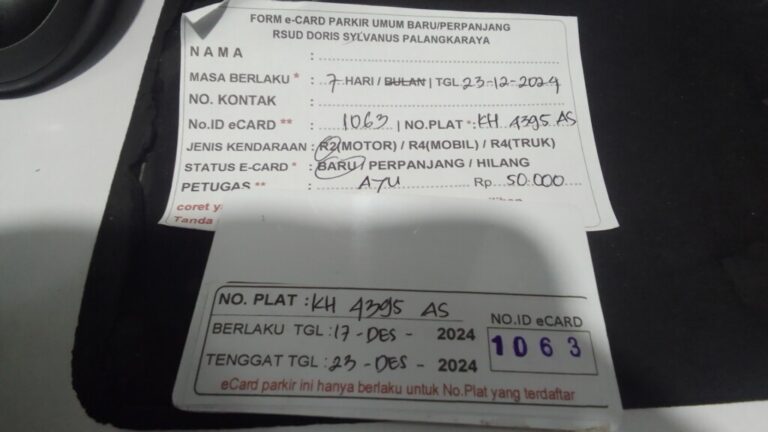 FORM e-CARD PARKIR UMUM BARU/PERPANJANG
RSUD DORIS SYLVANUS PALANGKARAYA
NAMA :
MASA BERLAKU * : 7 HARI / BULAN | TGL 23-12-2024
NO. KONTAK :
No.ID eCARD ** : 1063 | NO.PLAT * : KH 4395 AS
JENIS KENDARAAN : R2(MOTOR) / R4(MOBIL) / R4(TRUK)
STATUS E-CARD * : BARU / PERPANJANG / HILANG
PETUGAS ** : AYU Rp 50.000
coret
Tanda
NO. PLAT : KH 4395 AS
BERLAKU TGL : 17 - DES - 2024
NO.ID eCARD
1063
TENGGAT TGL : 23 - DES - 2024
eCard parkir ini hanya berlaku untuk No.Plat yang terdaftar